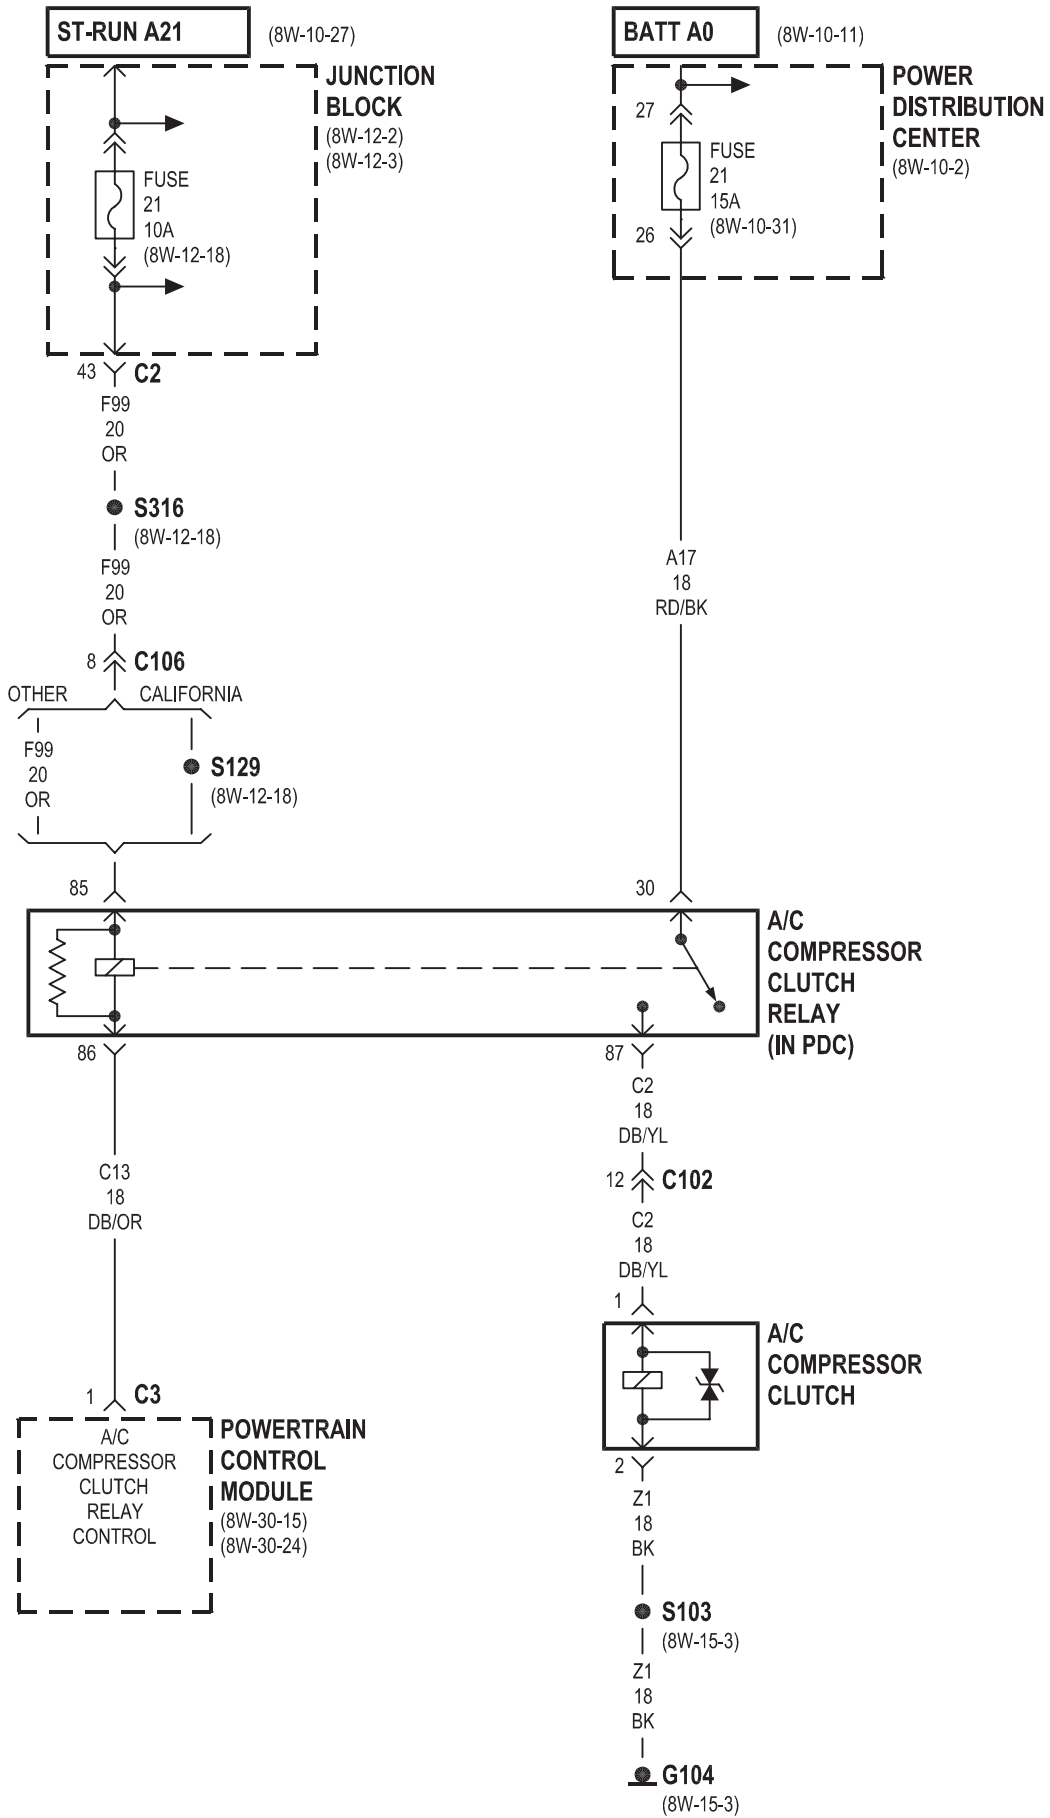 ST-RUN A21
(8W-10-27)
BATT A0
(8W-10-11)
JUNCTION
BLOCK
(8W-12-2)
(8W-12-3)
FUSE
21
10A
(8W-12-18)
POWER
DISTRIBUTION
CENTER
(8W-10-2)
27
FUSE
21
15A
(8W-10-31)
26
43
C2
F99
20
OR
S316
(8W-12-18)
F99
20
OR
8
C106
OTHER
CALIFORNIA
F99
20
OR
S129
(8W-12-18)
A17
18
RD/BK
85
30
A/C
COMPRESSOR
CLUTCH
RELAY
(IN PDC)
86
87
C13
18
DB/OR
C2
18
DB/YL
12
C102
C2
18
DB/YL
1
A/C
COMPRESSOR
CLUTCH
1
C3
A/C
COMPRESSOR
CLUTCH
RELAY
CONTROL
POWERTRAIN
CONTROL
MODULE
(8W-30-15)
(8W-30-24)
2
Z1
18
BK
S103
(8W-15-3)
Z1
18
BK
G104
(8W-15-3)